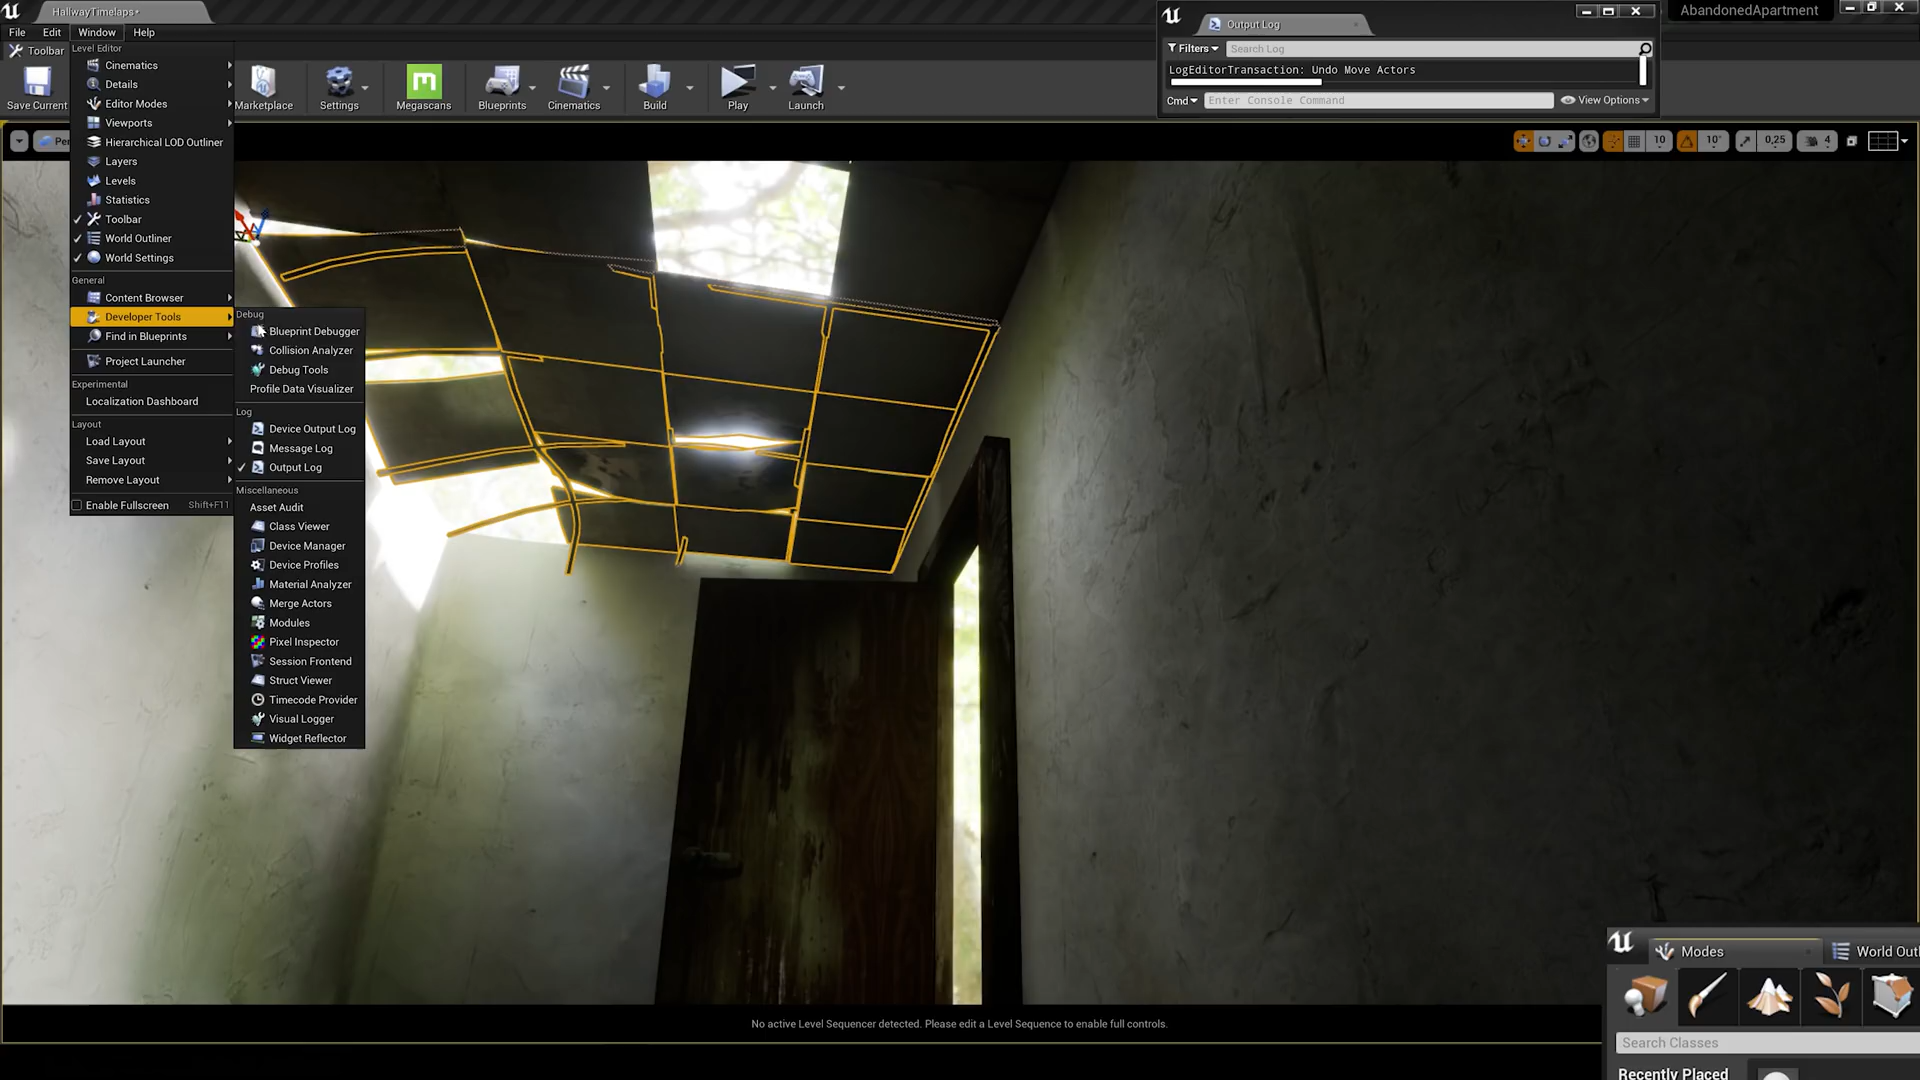 HallwayTimelaps•
AbandonedApartment
File Edit Window Help
Toolbar
Save Current
Marketplace
Settings
Megascans
Blueprints
Cinematics
Build
Play
Launch
Output Log
Filters
Search Log
LogEditorTransaction: Undo Move Actors
Cmd
Enter Console Command
View Options
10
10°
0,25
4
Level Editor
Cinematics
Details
Editor Modes
Viewports
Hierarchical LOD Outliner
Layers
Levels
Statistics
Toolbar
World Outliner
World Settings
General
Content Browser
Developer Tools
Find in Blueprints
Project Launcher
Experimental
Localization Dashboard
Layout
Load Layout
Save Layout
Remove Layout
Enable Fullscreen Shift+F11
Debug
Blueprint Debugger
Collision Analyzer
Debug Tools
Profile Data Visualizer
Log
Device Output Log
Message Log
Output Log
Miscellaneous
Asset Audit
Class Viewer
Device Manager
Device Profiles
Material Analyzer
Merge Actors
Modules
Pixel Inspector
Session Frontend
Struct Viewer
Timecode Provider
Visual Logger
Widget Reflector
No active Level Sequencer detected. Please edit a Level Sequence to enable full controls.
Modes
World Outl
Search Classes
Recently Placed